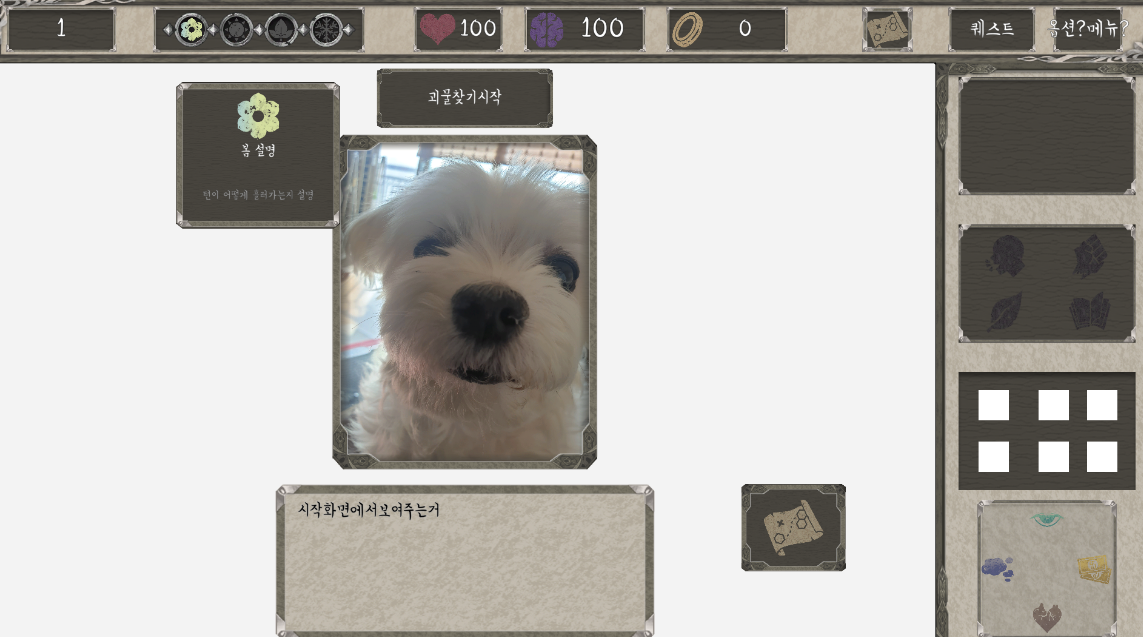 1
100
100
0
퀘스트
옵션?메뉴?
괴물찾기시작
봄 설명
턴이 어떻게 흘러가는지 설명
시작화면에서보여주는거